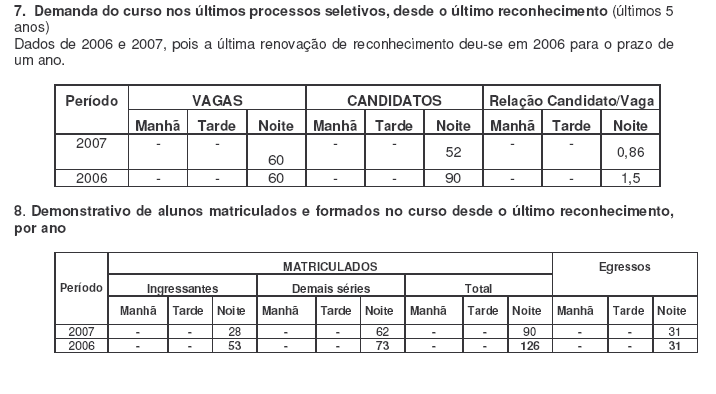 7. Demanda do curso nos últimos processos seletivos, desde o último reconhecimento (últimos 5
anos)
Dados de 2006 e 2007, pois a última renovação de reconhecimento deu-se em 2006 para o prazo de
um ano.
Período VAGAS CANDIDATOS Relação Candidato/Vaga
Manhã Tarde Noite Manhã Tarde Noite Manhã Tarde Noite
2007 - - 60 - - 52 - - 0,86
2006 - - 60 - - 90 - - 1,5
8. Demonstrativo de alunos matriculados e formados no curso desde o último reconhecimento,
por ano
Período MATRICULADOS Egressos
Ingressantes Demais séries Total
Manhã Tarde Noite Manhã Tarde Noite Manhã Tarde Noite Manhã Tarde Noite
2007 - - 28 - - 62 - - 90 - - 31
2006 - - 53 - - 73 - - 126 - - 31